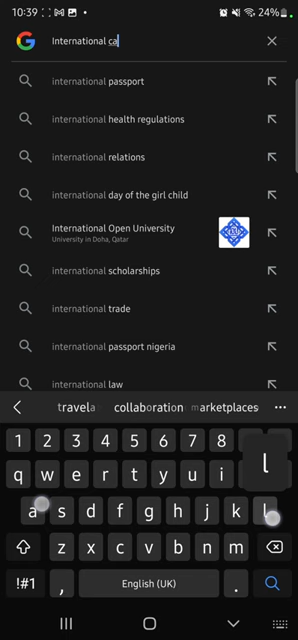 10:39
24%
International ca
international passport
international health regulations
international relations
international day of the girl child
International Open University
University in Doha, Qatar
international scholarships
international trade
international passport nigeria
international law
travela collaboration marketplaces
1 2 3 4 5 6 7 8
q w e r t y u i
l
a s d f g h j k l
z x c v b n m
!#1 , English (UK) .